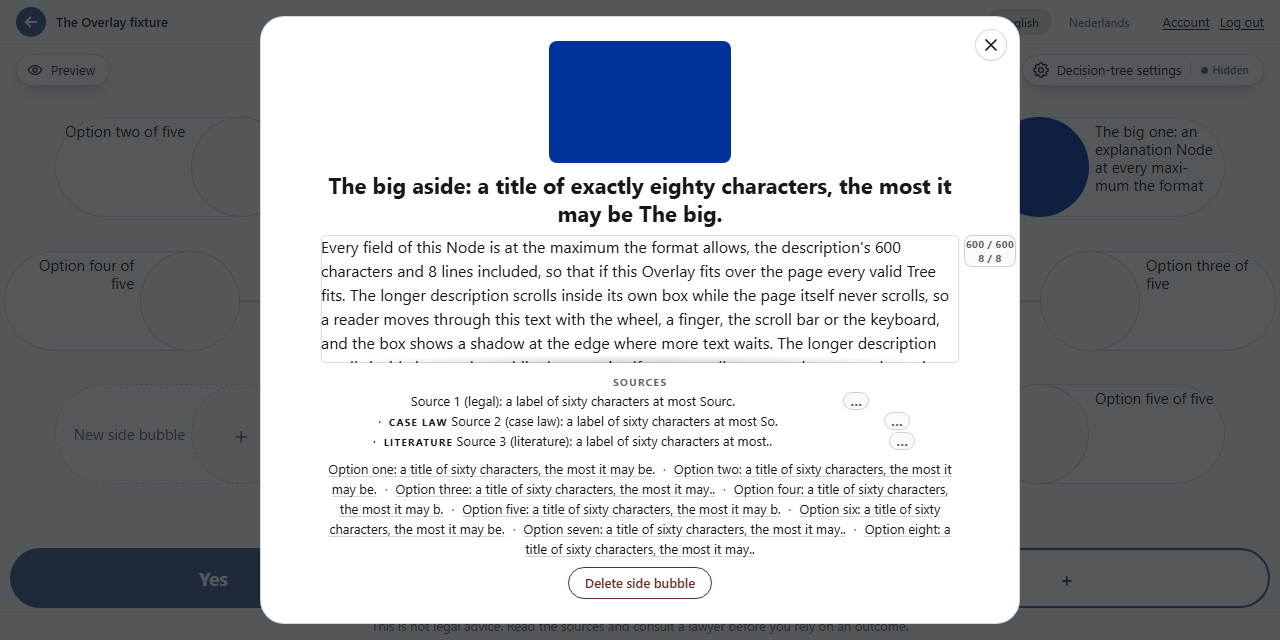 The Overlay fixture
glish
Nederlands
Account
Log out
Preview
Decision-tree settings
Hidden
Option two of five
The big one: an
explanation Node
at every maxi-
mum the format
Option four of
five
Option three of
five
New side bubble
+
Option five of five
Yes
+
This is not legal advice. Read the sources and consult a lawyer before you rely on an outcome.
The big aside: a title of exactly eighty characters, the most it
may be The big.
Every field of this Node is at the maximum the format allows, the description's 600
characters and 8 lines included, so that if this Overlay fits over the page every valid Tree
fits. The longer description scrolls inside its own box while the page itself never scrolls, so
a reader moves through this text with the wheel, a finger, the scroll bar or the keyboard,
and the box shows a shadow at the edge where more text waits. The longer description
600 / 600
8 / 8
SOURCES
Source 1 (legal): a label of sixty characters at most Sourc.
...
· CASE LAW Source 2 (case law): a label of sixty characters at most So.
...
· LITERATURE Source 3 (literature): a label of sixty characters at most..
...
Option one: a title of sixty characters, the most it may be. · Option two: a title of sixty characters, the most it
may be. · Option three: a title of sixty characters, the most it may.. · Option four: a title of sixty characters,
the most it may b. · Option five: a title of sixty characters, the most it may b. · Option six: a title of sixty
characters, the most it may be. · Option seven: a title of sixty characters, the most it may.. · Option eight: a
title of sixty characters, the most it may..
Delete side bubble